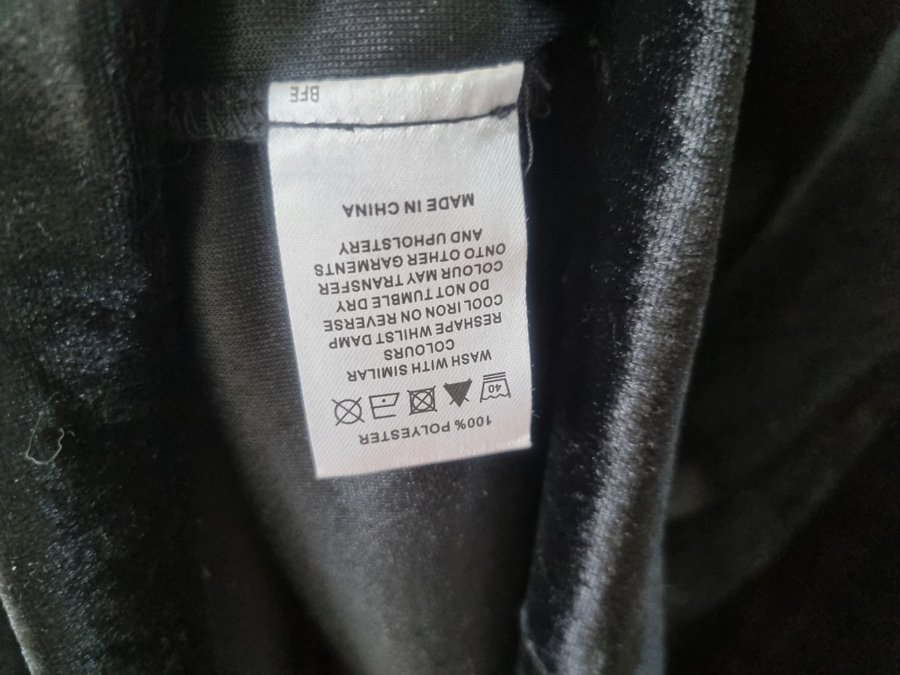 100% POLYESTER
40
WASH WITH SIMILAR
COLOURS
RESHAPE WHILST DAMP
COOL IRON ON REVERSE
DO NOT TUMBLE DRY
COLOUR MAY TRANSFER
ONTO OTHER GARMENTS
AND UPHOLSTERY
MADE IN CHINA
BFE